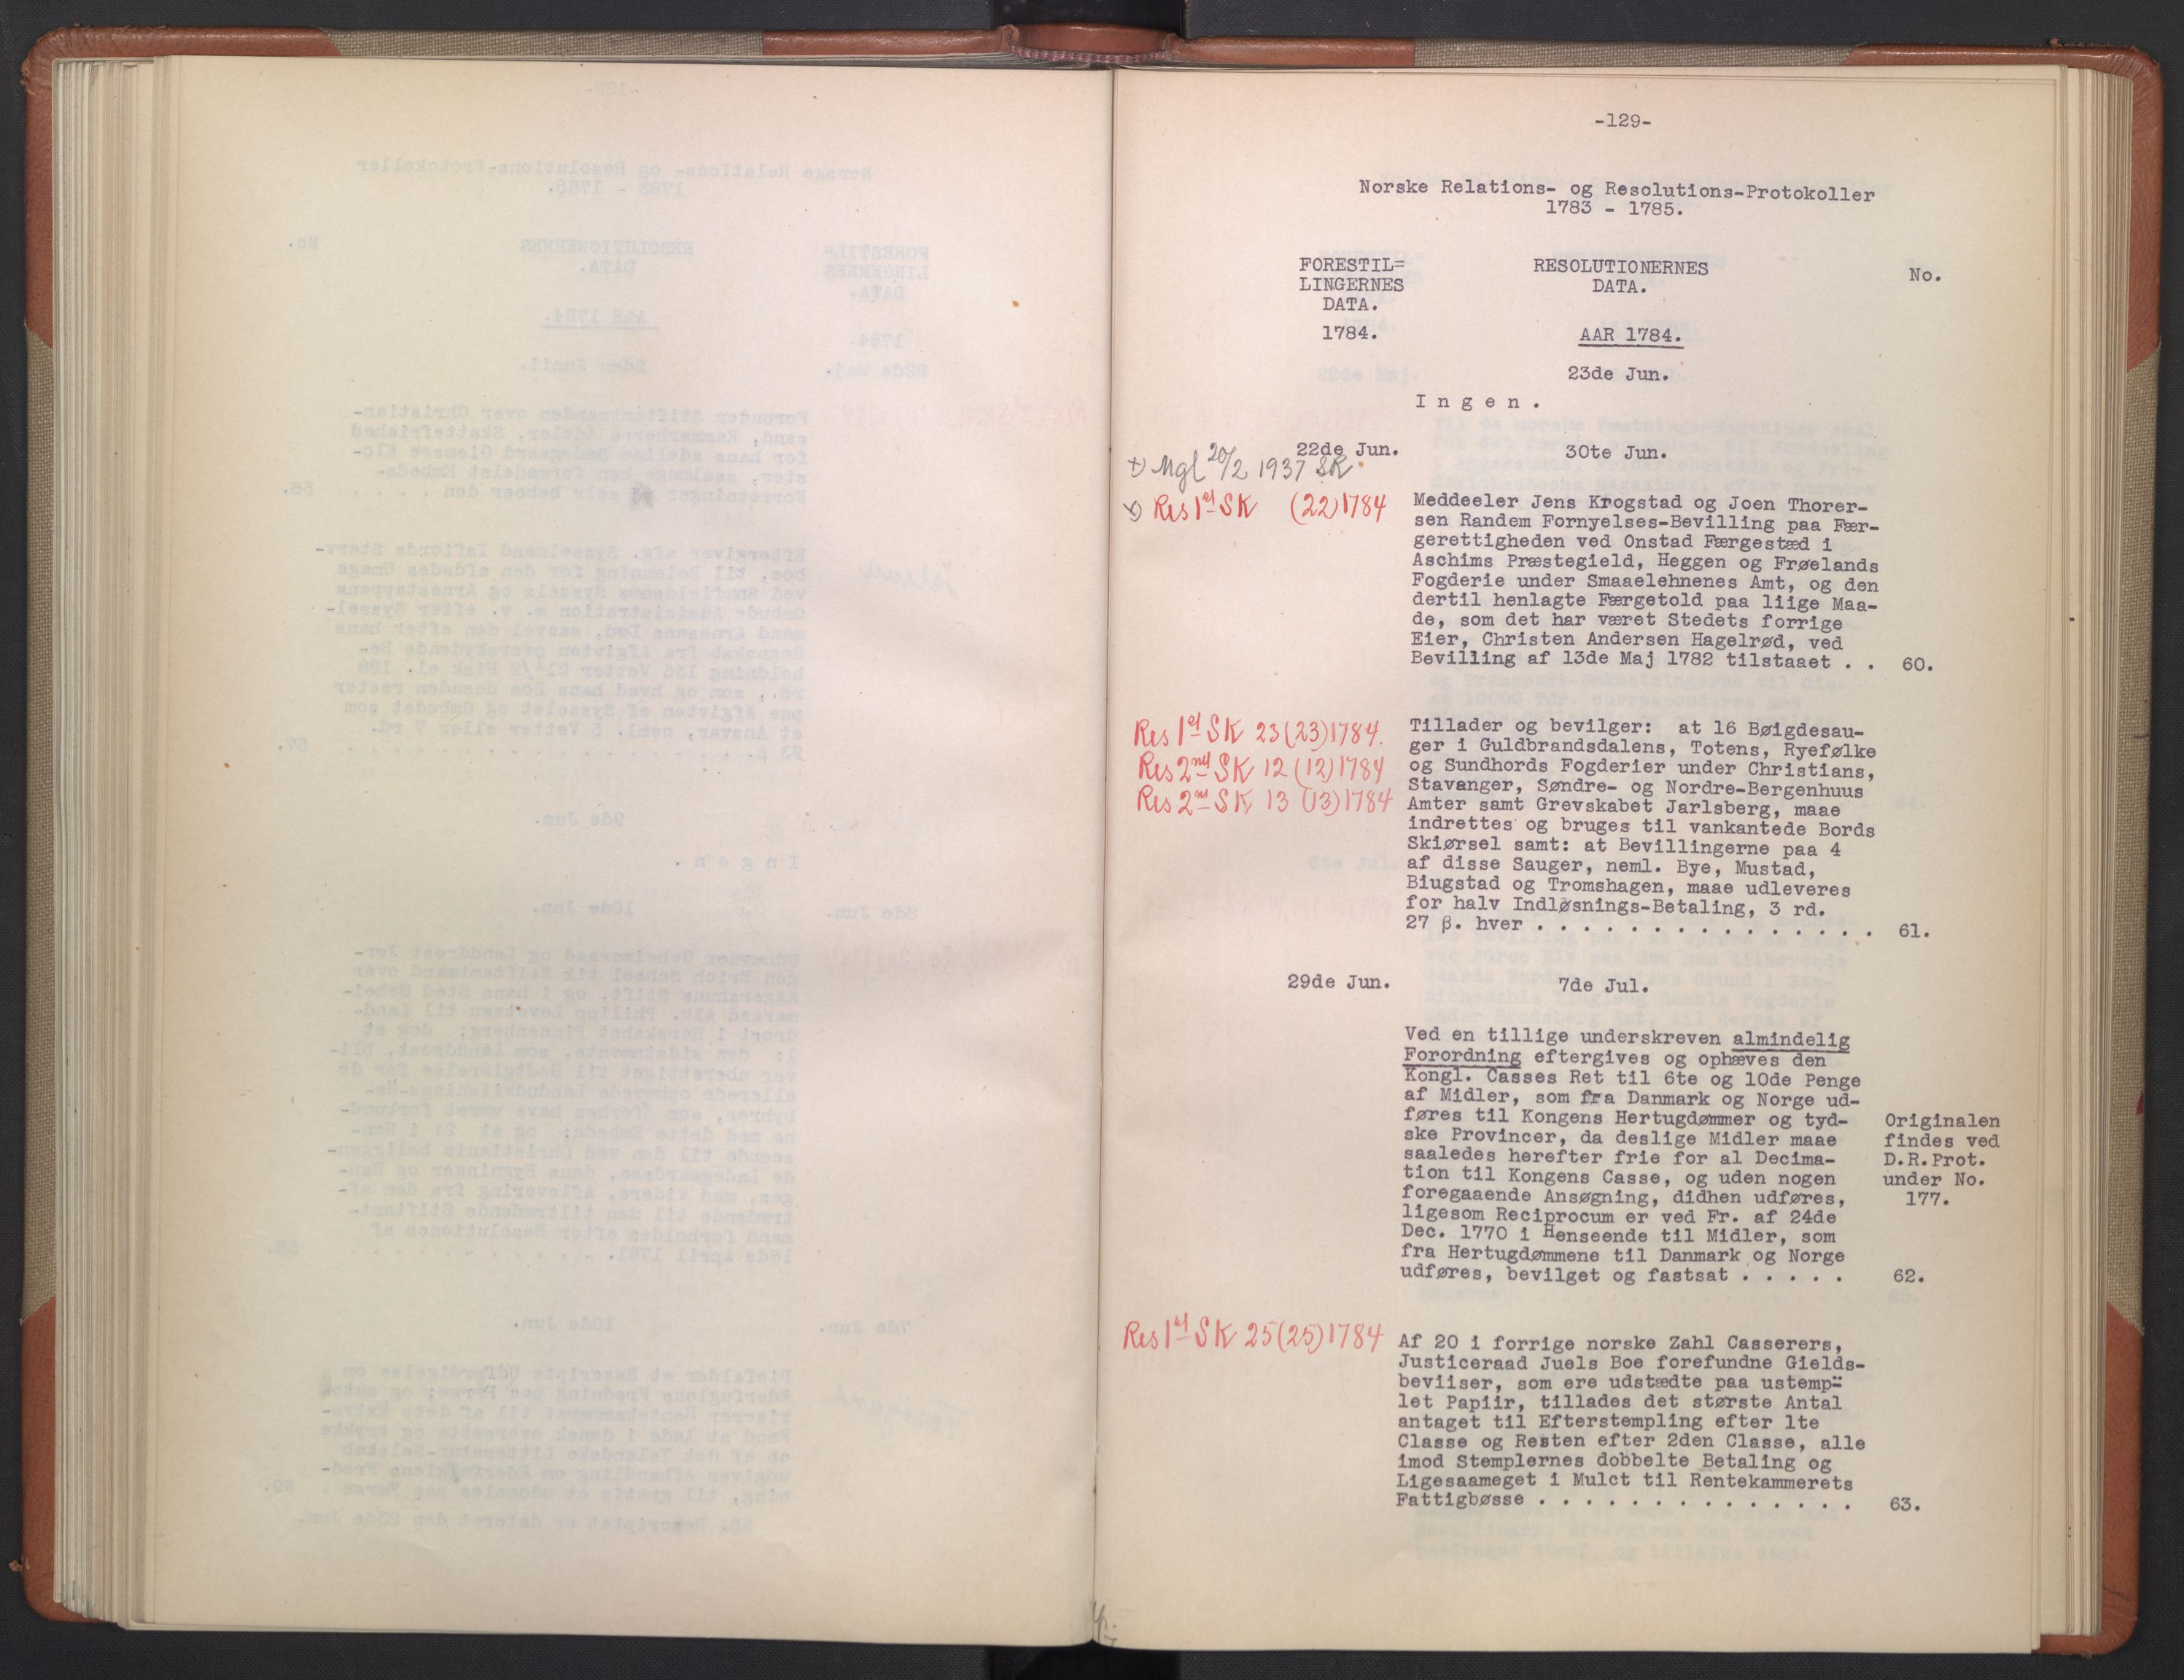 -129-
Norske Relations- og Resolutions-Protokoller
1783 - 1785.
FORESTIL=
LINGERNES
DATA.
RESOLUTIONERNES
DATA.
No.
1784.
AAR 1784.
23de Jun.
Ingen.
22de Jun.
30te Jun.
Mgl 20/2 1937 SK.
Res 1st SK (22) 1784
Meddeeler Jens Krogstad og Joen Thorer-
sen Randem Fornyelses-Bevilling paa Fær-
gerettigheden ved Onstad Færgestæd i
Aschims Præstegield, Heggen og Frøelands
Fogderie under Smaaelehnenes Amt, og den
dertil henlagte Færgetold paa liige Maa-
de, som det har været Stedets forrige
Eier, Christen Andersen Hagelrød, ved
Bevilling af 13de Maj 1782 tilstaaet . . 60.
Res 1st SK 23 (23) 1784.
Res 2nd SK 12 (12) 1784
Res 2nd SK 13 (13) 1784
Tillader og bevilger: at 16 Bøigdesau-
ger i Guldbrandsdalens, Totens, Ryefølke
og Sundhords Fogderier under Christians,
Stavanger, Søndre- og Nordre-Bergenhuus
Amter samt Grevskabet Jarlsberg, maae
indrettes og bruges til vankantede Bords
Skiørsel samt: at Bevillingerne paa 4
af disse Sauger, neml. Bye, Mustad,
Biugstad og Tromshagen, maae udleveres
for halv Indløsnings-Betaling, 3 rd.
27 β. hver . . . . . . . . . . . . . . . 61.
29de Jun.
7de Jul.
Ved en tillige underskreven almindelig
Forordning eftergives og ophæves den
Kongl. Casses Ret til 6te og 10de Penge
af Midler, som fra Danmark og Norge ud-
føres til Kongens Hertugdømmer og tyd-
ske Provincer, da deslige Midler maae
saaledes herefter frie for al Decima-
tion til Kongens Casse, og uden nogen
foregaaende Ansøgning, didhen udføres,
ligesom Reciprocum er ved Fr. af 24de
Dec. 1770 i Henseende til Midler, som
fra Hertugdømmene til Danmark og Norge
udføres, bevilget og fastsat . . . . . 62.
Originalen
findes ved
D.R.Prot.
under No.
177.
Res 1st SK 25 (25) 1784
Af 20 i forrige norske Zahl Casserers,
Justiceraad Juels Boe forefundne Gields-
beviiser, som ere udstædte paa ustemp=
let Papiir, tillades det største Antal
antaget til Efterstempling efter 1te
Classe og Resten efter 2den Classe, alle
imod Stemplernes dobbelte Betaling og
Ligesaameget i Mulct til Rentekammerets
Fattigbøsse . . . . . . . . . . . . . . 63.